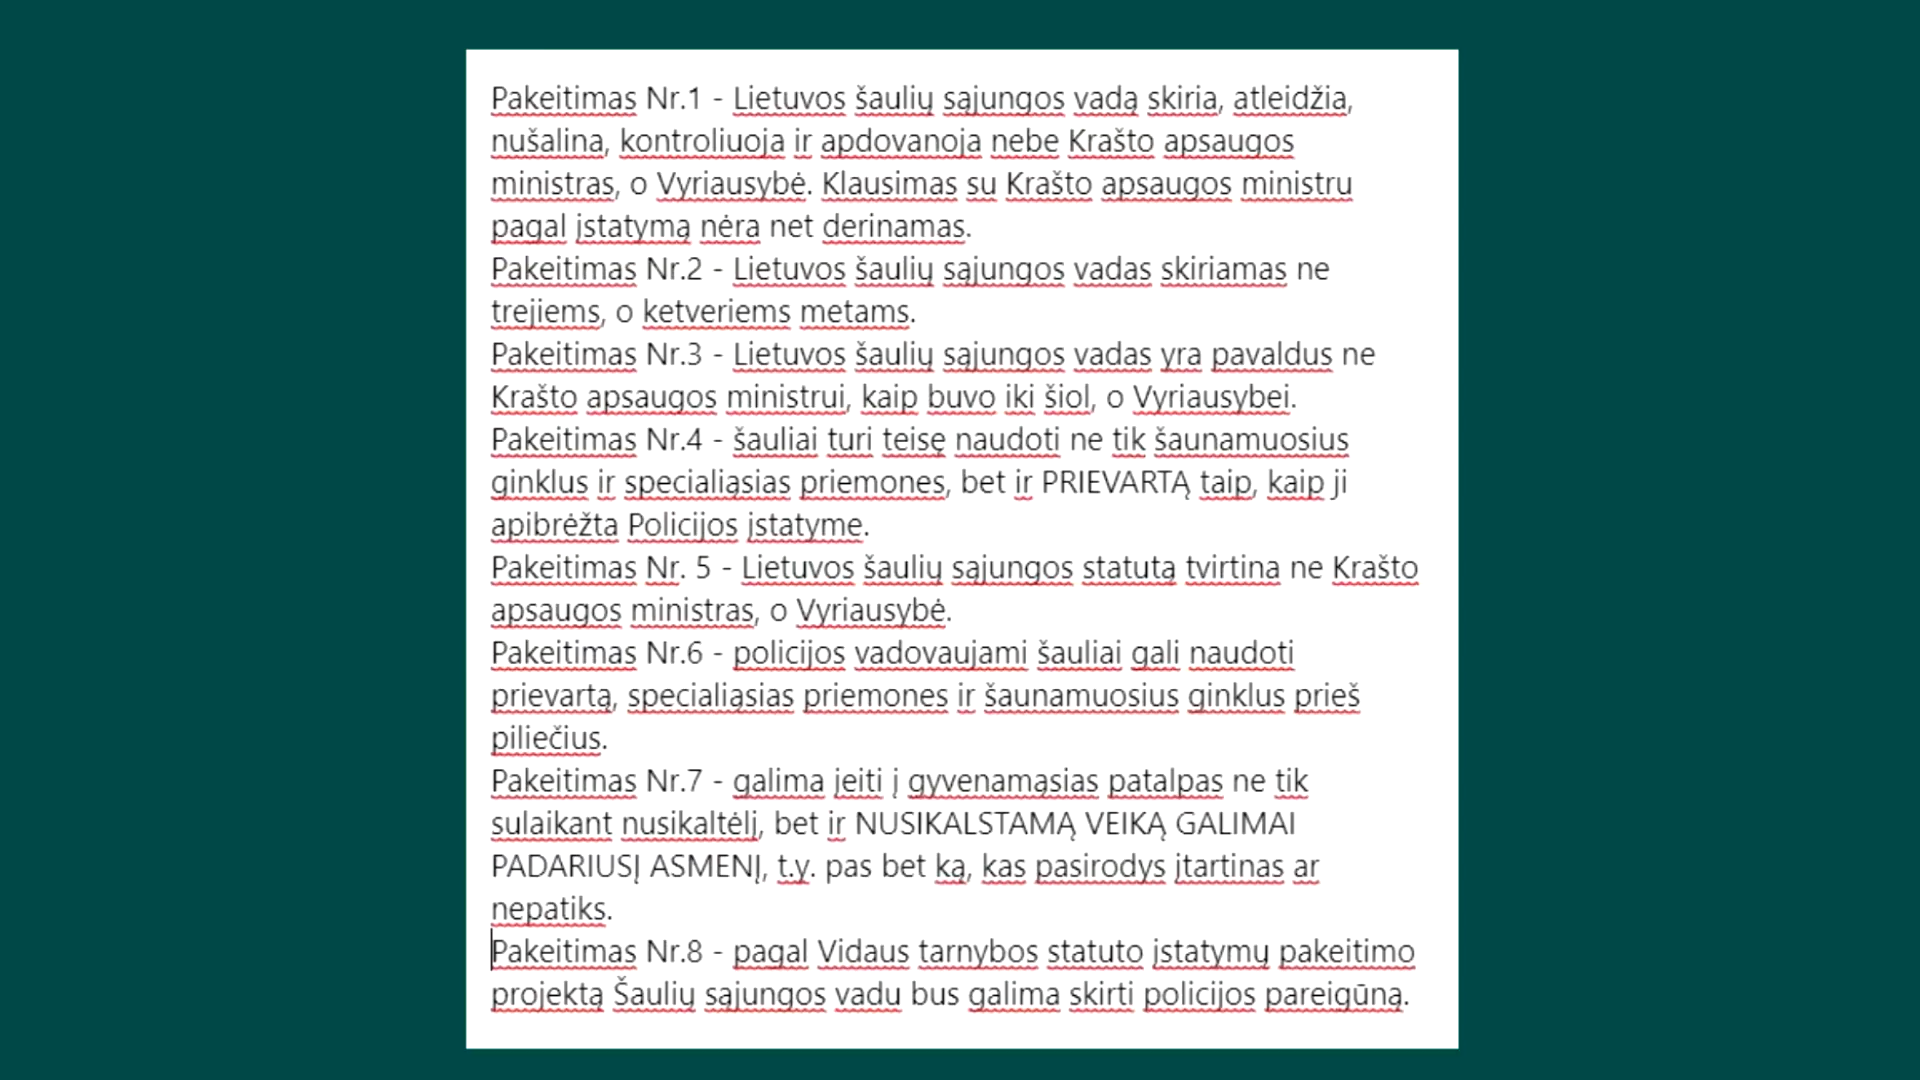 Pakeitimas Nr.1 - Lietuvos šaulių sąjungos vadą skiria, atleidžia,
nušalina, kontroliuoja ir apdovanoja nebe Krašto apsaugos
ministras, o Vyriausybė. Klausimas su Krašto apsaugos ministru
pagal įstatymą nėra net derinamas.
Pakeitimas Nr.2 - Lietuvos šaulių sąjungos vadas skiriamas ne
trejiems, o ketveriems metams.
Pakeitimas Nr.3 - Lietuvos šaulių sąjungos vadas yra pavaldus ne
Krašto apsaugos ministrui, kaip buvo iki šiol, o Vyriausybei.
Pakeitimas Nr.4 - šauliai turi teisę naudoti ne tik šaunamuosius
ginklus ir specialiąsias priemones, bet ir PRIEVARTĄ taip, kaip ji
apibrėžta Policijos įstatyme.
Pakeitimas Nr. 5 - Lietuvos šaulių sąjungos statutą tvirtina ne Krašto
apsaugos ministras, o Vyriausybė.
Pakeitimas Nr.6 - policijos vadovaujami šauliai gali naudoti
prievartą, specialiąsias priemones ir šaunamuosius ginklus prieš
piliečius.
Pakeitimas Nr.7 - galima įeiti į gyvenamąsias patalpas ne tik
sulaikant nusikaltėlį, bet ir NUSIKALSTAMĄ VEIKĄ GALIMAI
PADARIUSĮ ASMENĮ, t.y. pas bet ką, kas pasirodys įtartinas ar
nepatiks.
Pakeitimas Nr.8 - pagal Vidaus tarnybos statuto įstatymų pakeitimo
projektą Šaulių sąjungos vadu bus galima skirti policijos pareigūną.